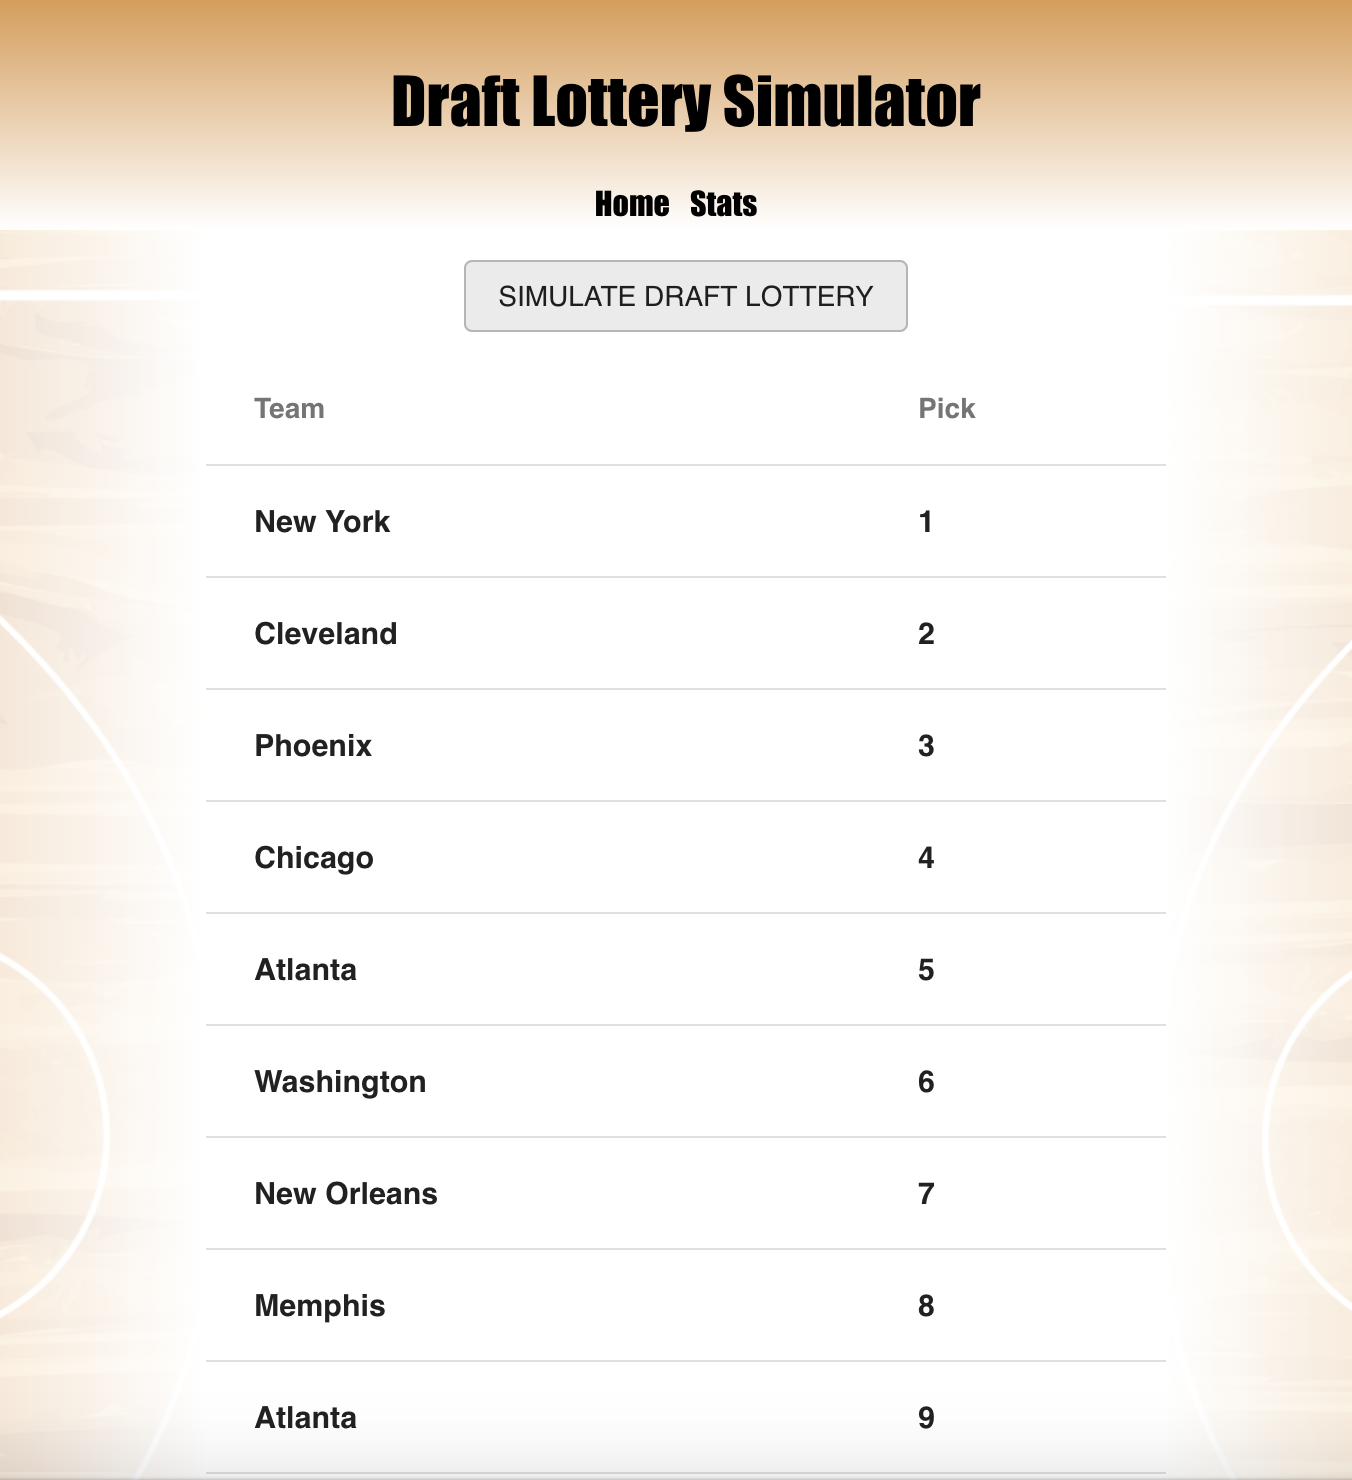 Draft Lottery Simulator
Home Stats
SIMULATE DRAFT LOTTERY
Team Pick
New York 1
Cleveland 2
Phoenix 3
Chicago 4
Atlanta 5
Washington 6
New Orleans 7
Memphis 8
Atlanta 9